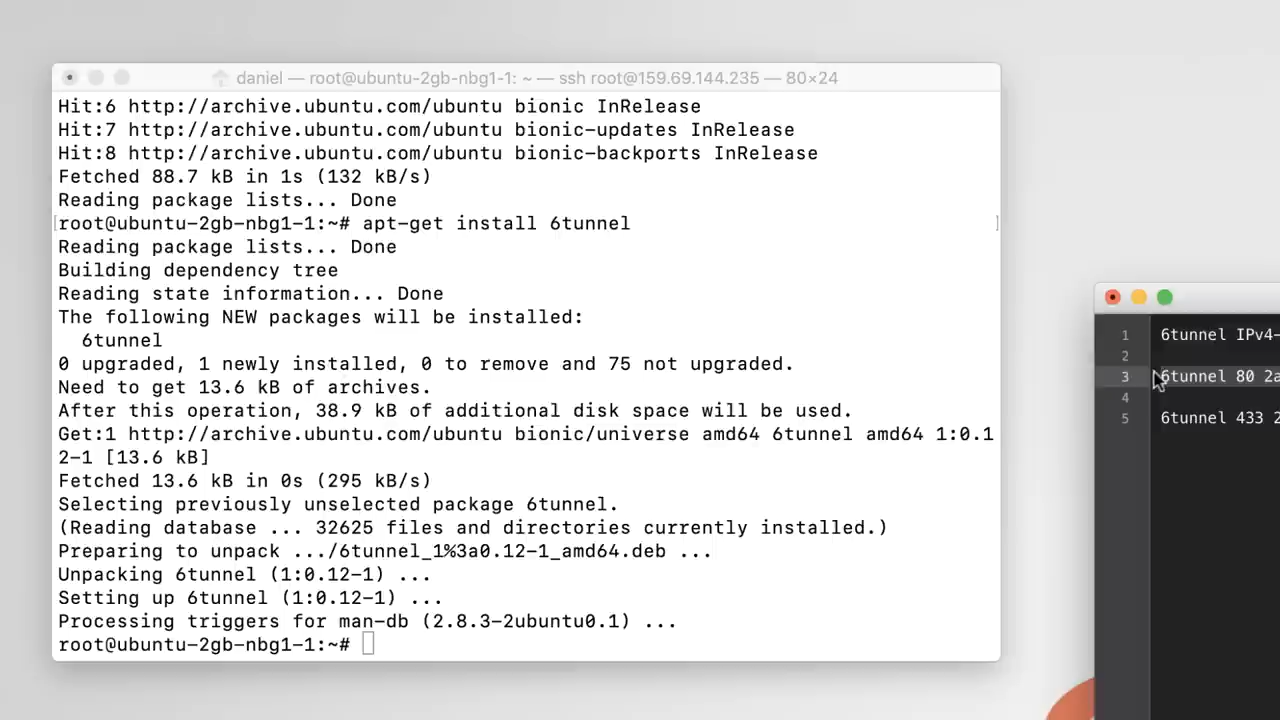 daniel — root@ubuntu-2gb-nbg1-1: ~ — ssh root@159.69.144.235 — 80×24
Hit:6 http://archive.ubuntu.com/ubuntu bionic InRelease
Hit:7 http://archive.ubuntu.com/ubuntu bionic-updates InRelease
Hit:8 http://archive.ubuntu.com/ubuntu bionic-backports InRelease
Fetched 88.7 kB in 1s (132 kB/s)
Reading package lists... Done
[root@ubuntu-2gb-nbg1-1:~# apt-get install 6tunnel ]
Reading package lists... Done
Building dependency tree
Reading state information... Done
The following NEW packages will be installed:
6tunnel
0 upgraded, 1 newly installed, 0 to remove and 75 not upgraded.
Need to get 13.6 kB of archives.
After this operation, 38.9 kB of additional disk space will be used.
Get:1 http://archive.ubuntu.com/ubuntu bionic/universe amd64 6tunnel amd64 1:0.1
2-1 [13.6 kB]
Fetched 13.6 kB in 0s (295 kB/s)
Selecting previously unselected package 6tunnel.
(Reading database ... 32625 files and directories currently installed.)
Preparing to unpack .../6tunnel_1%3a0.12-1_amd64.deb ...
Unpacking 6tunnel (1:0.12-1) ...
Setting up 6tunnel (1:0.12-1) ...
Processing triggers for man-db (2.8.3-2ubuntu0.1) ...
root@ubuntu-2gb-nbg1-1:~#
1 6tunnel IPv4-
2
3 6tunnel 80 2a
4
5 6tunnel 433 2